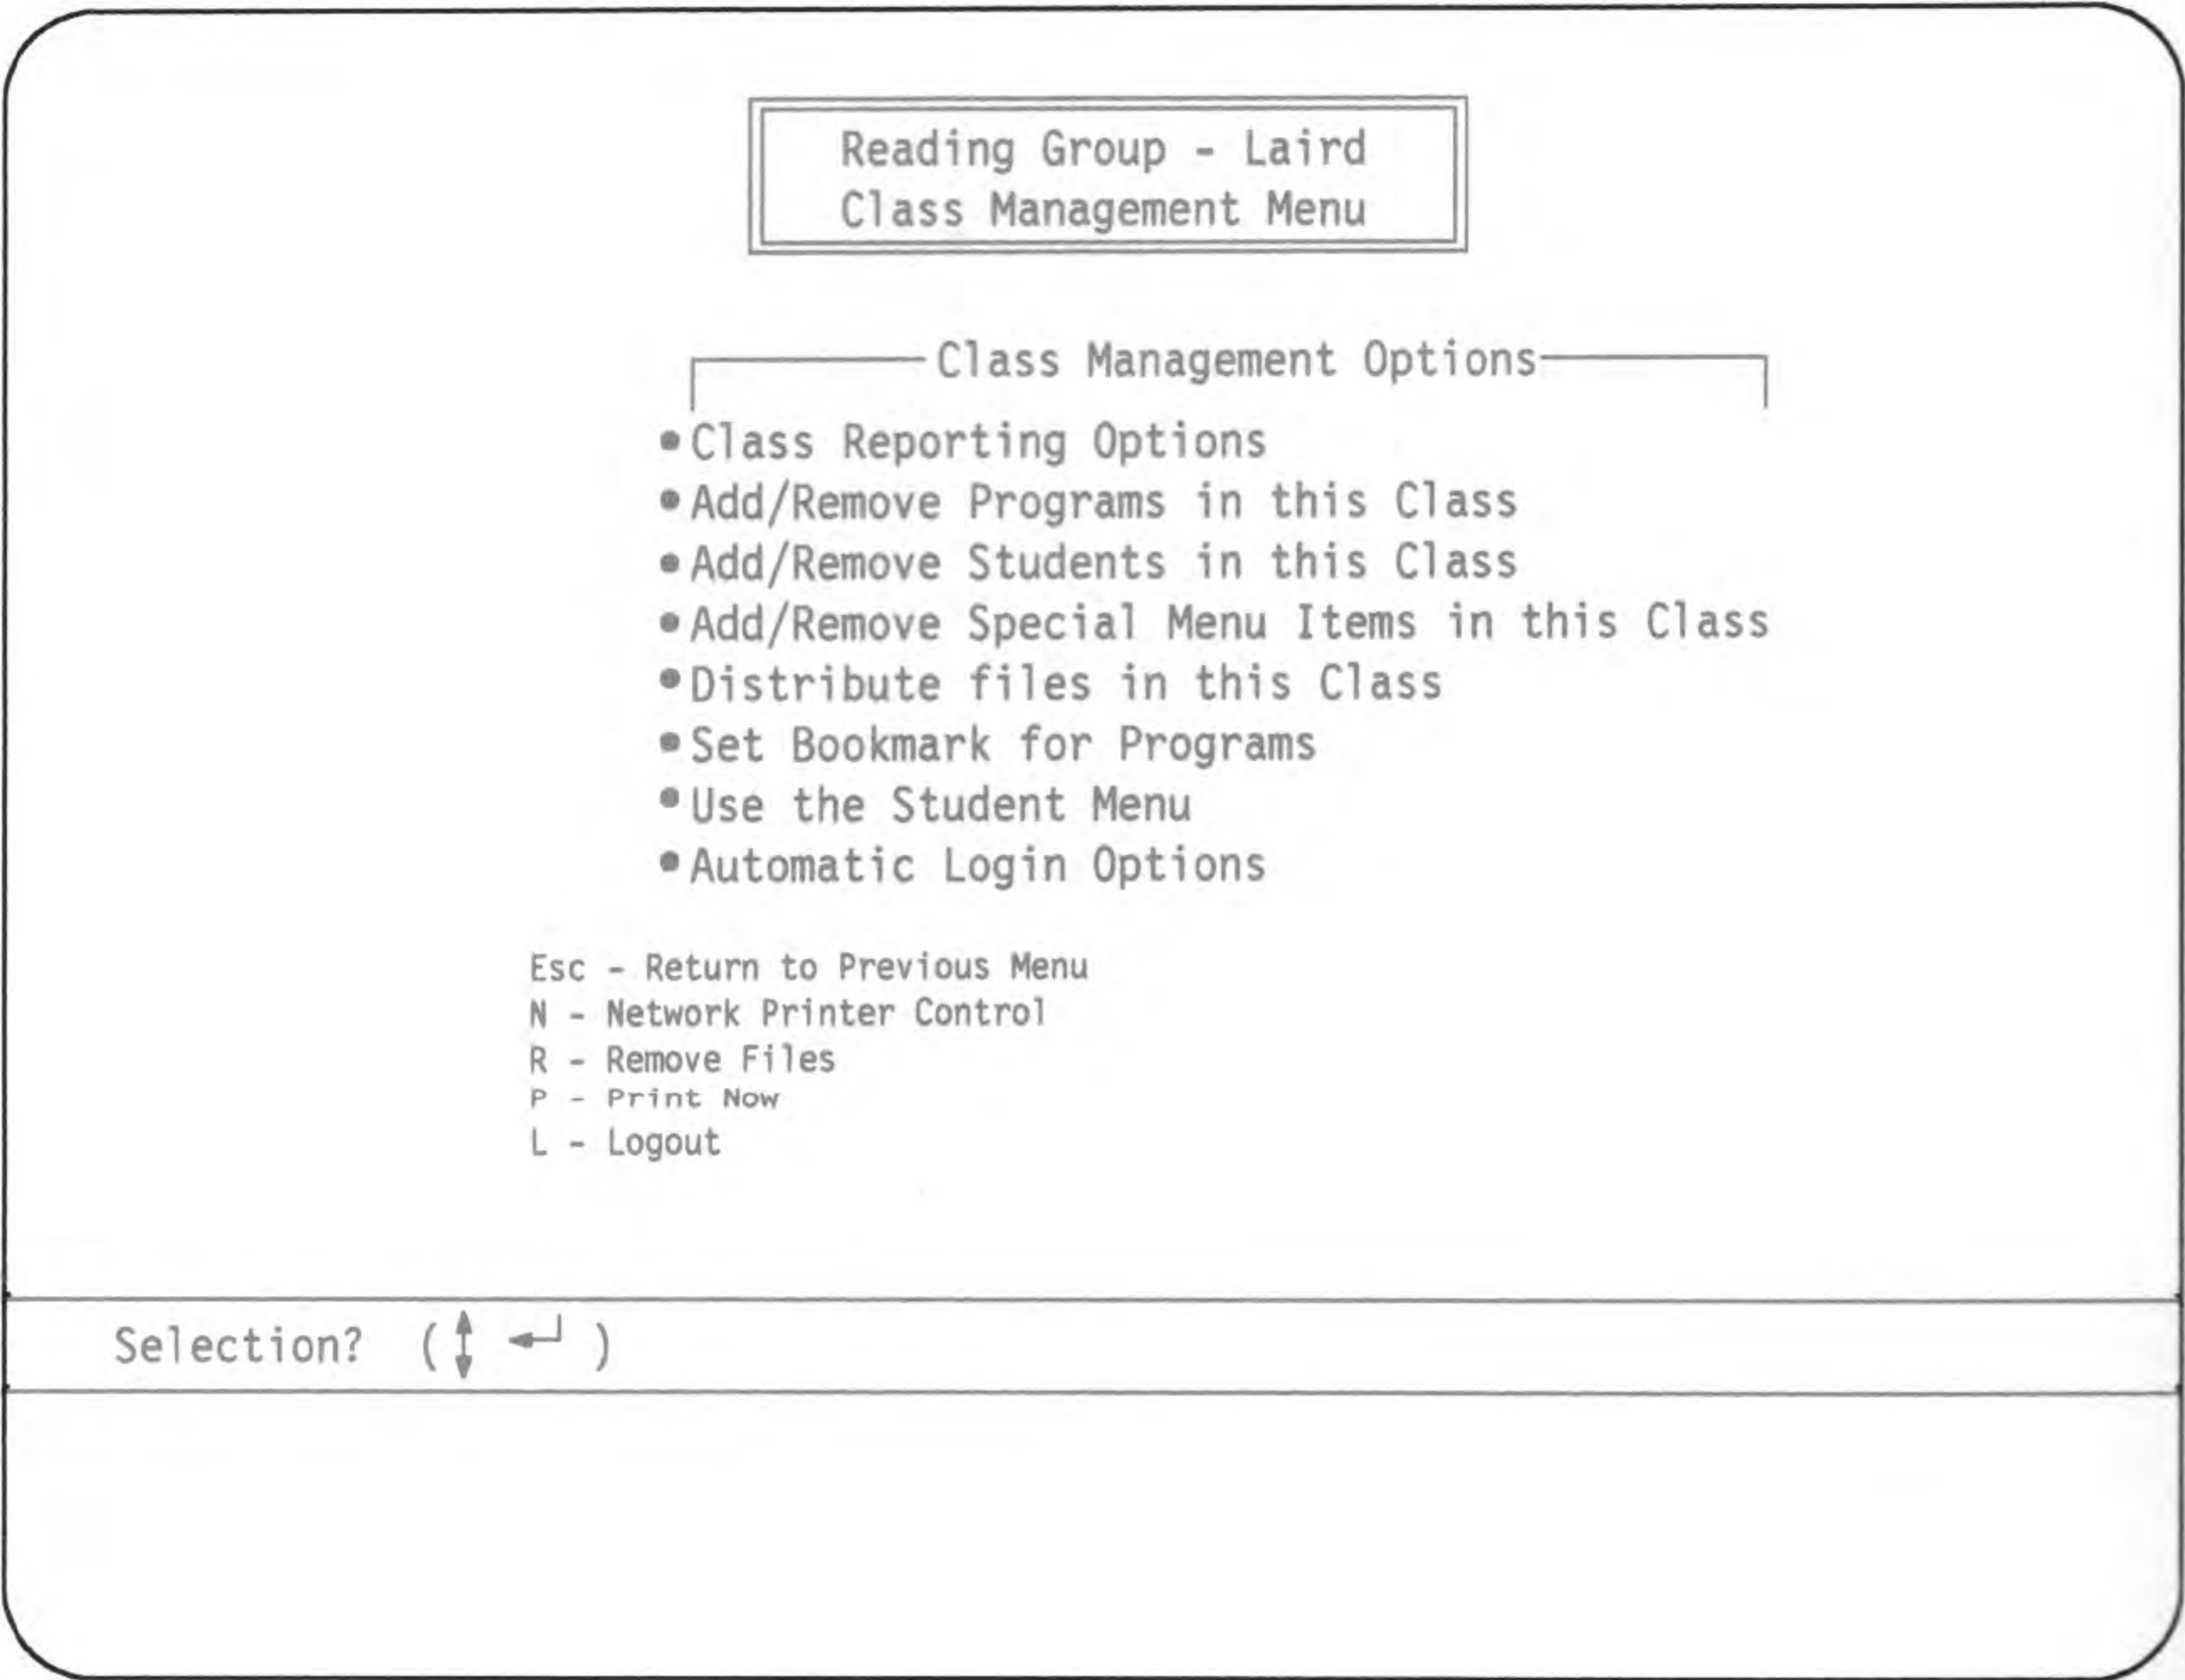 Reading Group - Laird
Class Management Menu
Class Management Options
•Class Reporting Options
•Add/Remove Programs in this Class
•Add/Remove Students in this Class
•Add/Remove Special Menu Items in this Class
•Distribute files in this Class
•Set Bookmark for Programs
•Use the Student Menu
•Automatic Login Options
Esc - Return to Previous Menu
N - Network Printer Control
R - Remove Files
P - Print Now
L - Logout
Selection? (↕ ↵ )